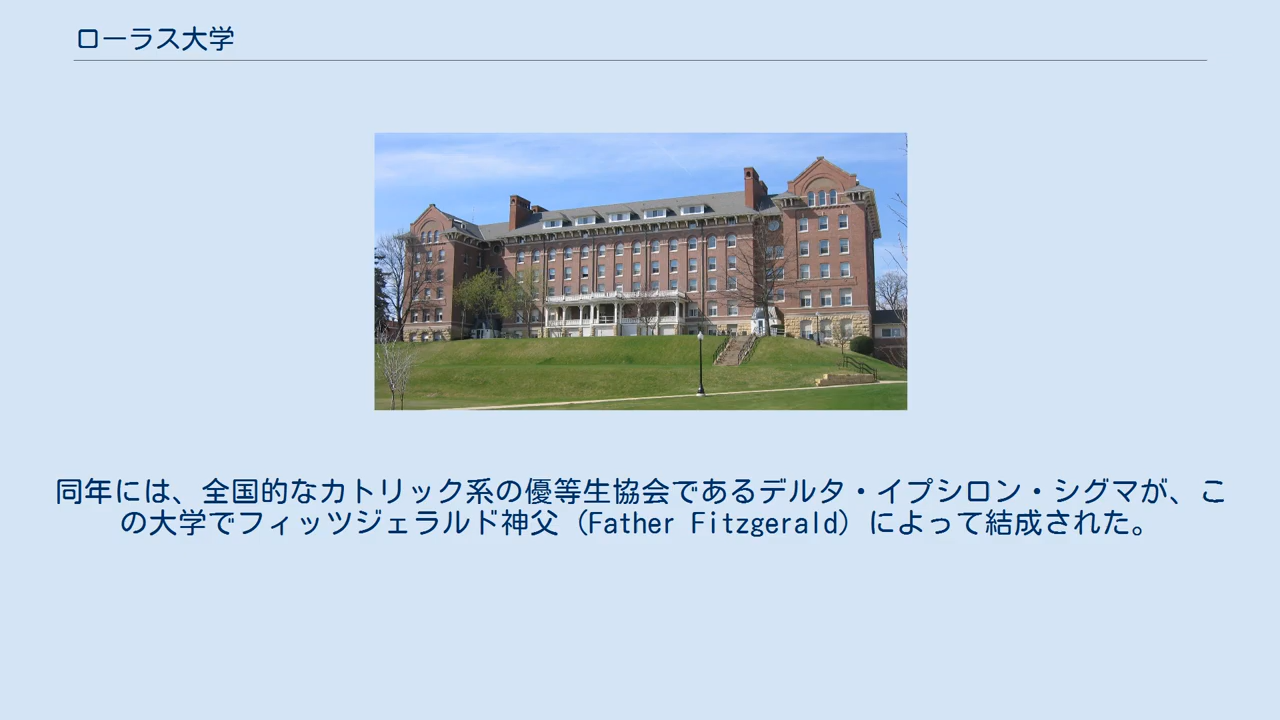 ローラス大学
同年には、全国的なカトリック系の優等生協会であるデルタ・イプシロン・シグマが、こ
の大学でフィッツジェラルド神父（Father Fitzgerald）によって結成された。